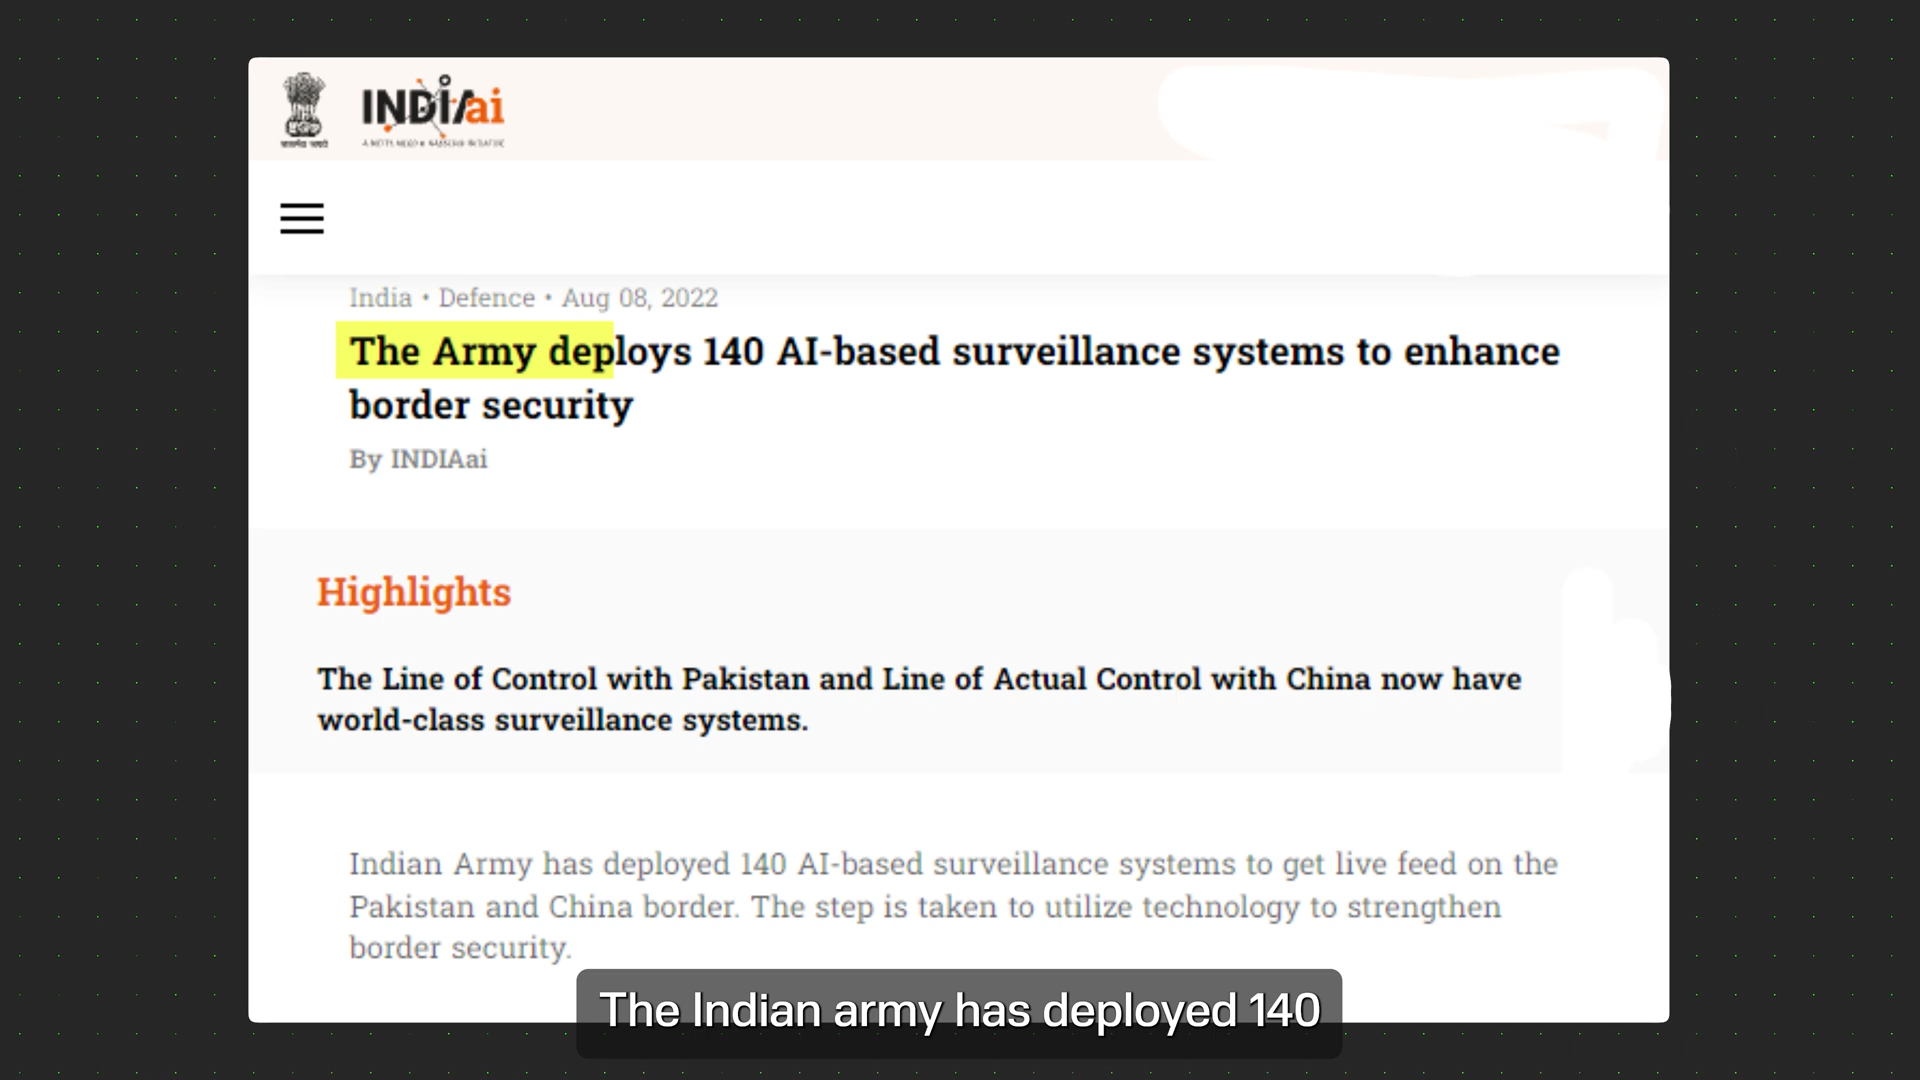 INDIAai
India • Defence • Aug 08, 2022
The Army deploys 140 AI-based surveillance systems to enhance
border security
By INDIAai
Highlights
The Line of Control with Pakistan and Line of Actual Control with China now have
world-class surveillance systems.
Indian Army has deployed 140 AI-based surveillance systems to get live feed on the
Pakistan and China border. The step is taken to utilize technology to strengthen
border security.
The Indian army has deployed 140